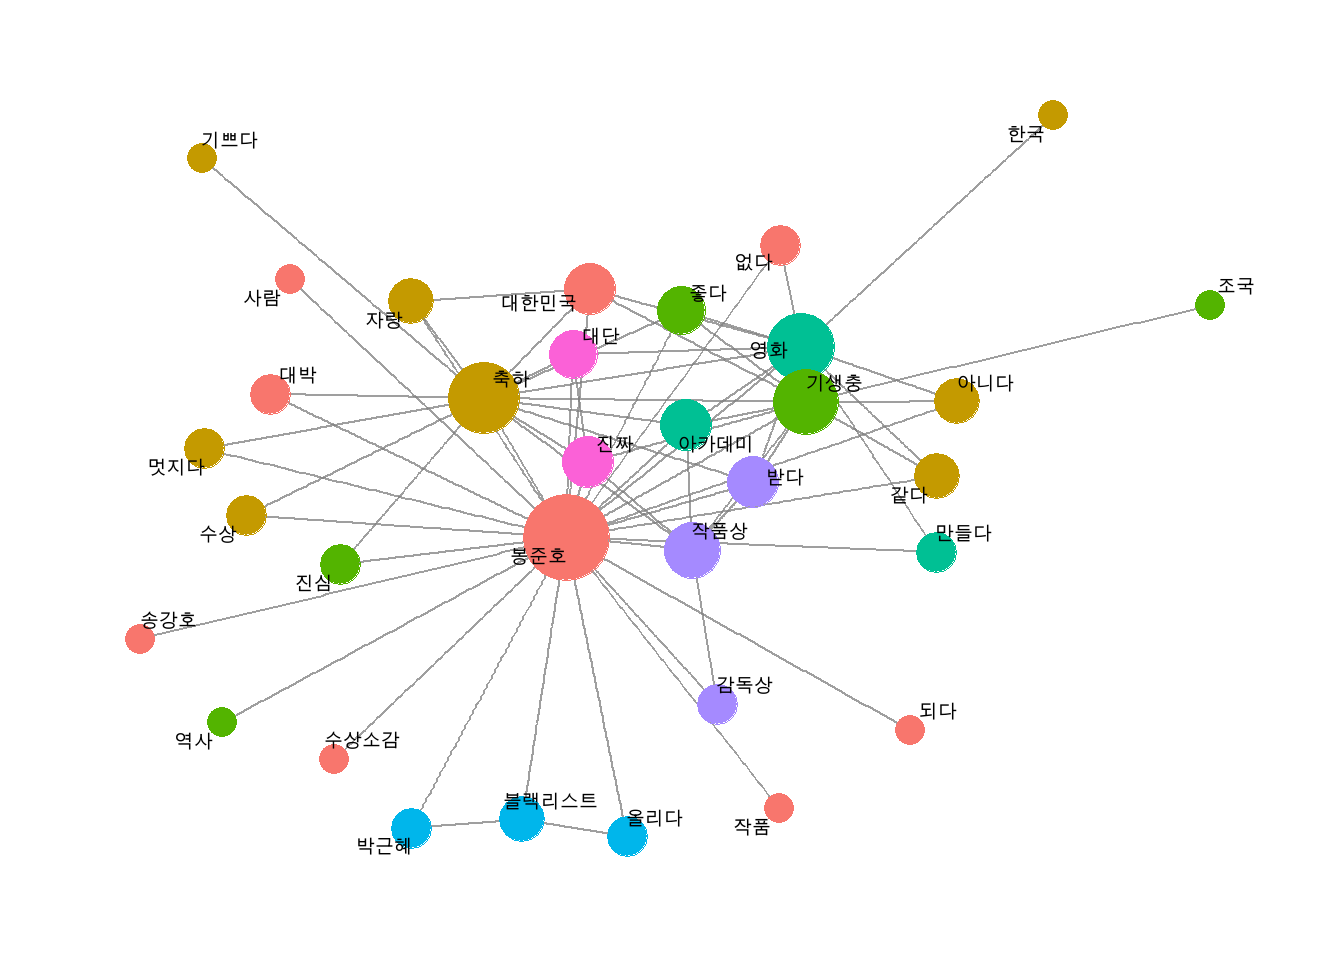 한국
기쁘다
없다
조국
좋다
사람
대한민국
자랑
대단
영화
대박
축하
기생충
아니다
진짜
아카데미
멋지다
받다
같다
수상
작품상
만들다
봉준호
진심
송강호
감독상
되다
역사
수상소감
블랙리스트
올리다
작품
박근혜